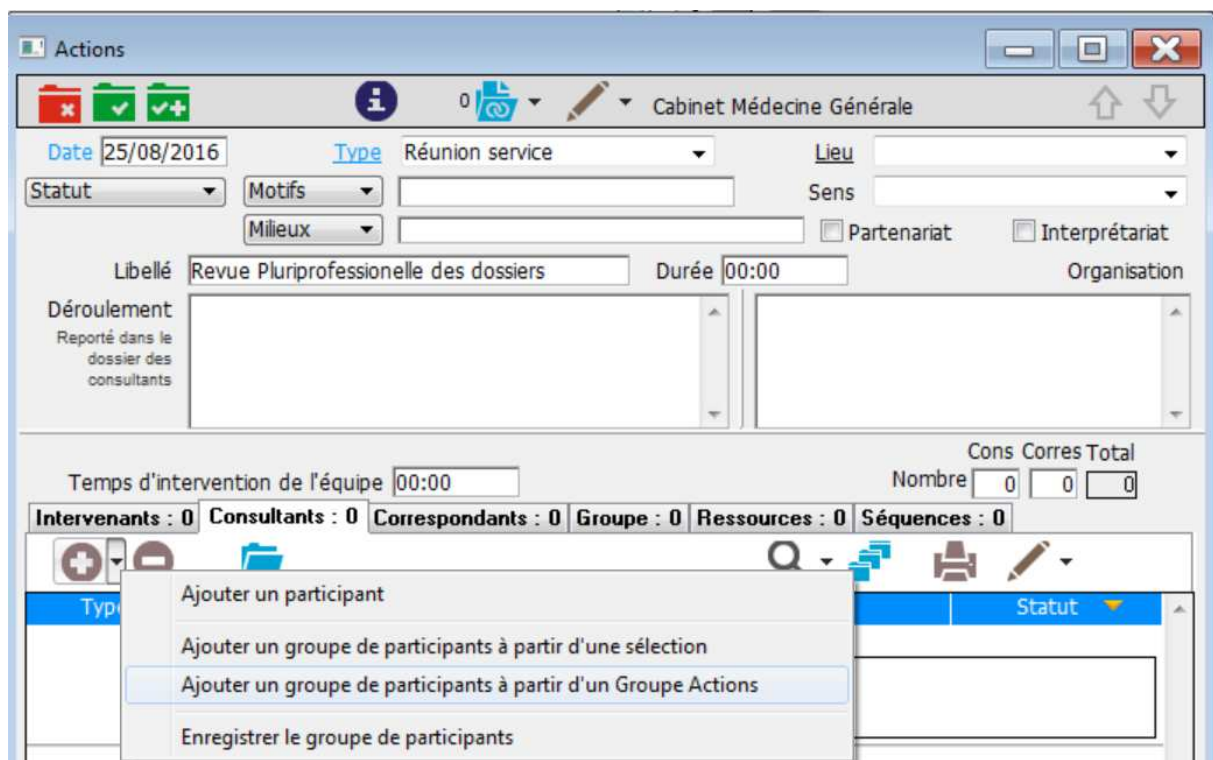 Actions
0 Cabinet Médecine Générale
Date 25/08/2016 Type Réunion service Lieu
Statut Motifs Sens
Milieux Partenariat Interprétariat
Libellé Revue Pluriprofessionelle des dossiers Durée 00:00 Organisation
Déroulement
Reporté dans le
dossier des
consultants
Cons Corres Total
Temps d'intervention de l'équipe 00:00 Nombre 0 0 0
Intervenants : 0 Consultants : 0 Correspondants : 0 Groupe : 0 Ressources : 0 Séquences : 0
Ajouter un participant
Statut
Ajouter un groupe de participants à partir d'une sélection
Ajouter un groupe de participants à partir d'un Groupe Actions
Enregistrer le groupe de participants